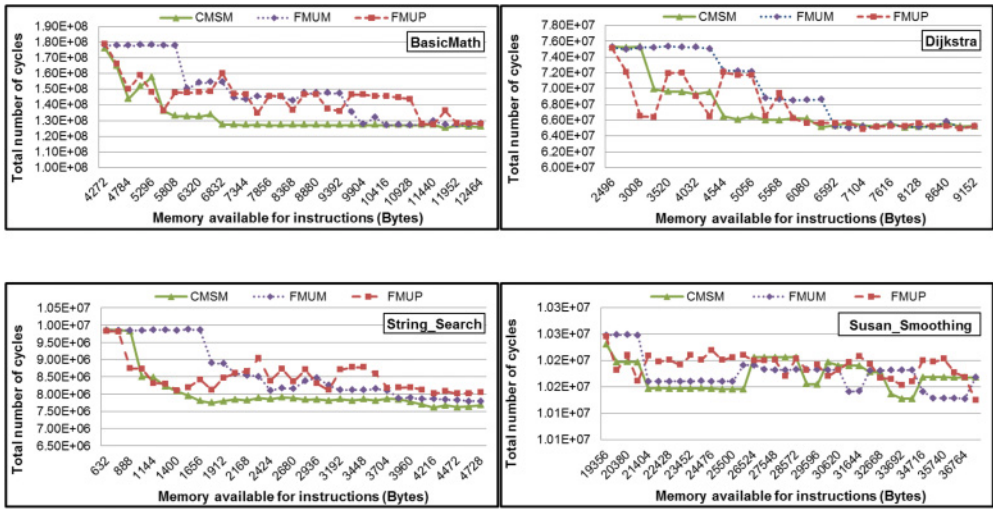 CMSM FMUM FMUP
BasicMath
Total number of cycles
1.90E+08
1.80E+08
1.70E+08
1.60E+08
1.50E+08
1.40E+08
1.30E+08
1.20E+08
1.10E+08
1.00E+08
4272 4784 5296 5808 6320 6832 7344 7856 8368 8880 9392 9904 10416 10928 11440 11952 12464
Memory available for instructions (Bytes)
CMSM FMUM FMUP
Dijkstra
Total number of cycles
7.80E+07
7.60E+07
7.40E+07
7.20E+07
7.00E+07
6.80E+07
6.60E+07
6.40E+07
6.20E+07
6.00E+07
2496 3008 3520 4032 4544 5056 5568 6080 6592 7104 7616 8128 8640 9152
Memory available for instructions (Bytes)
CMSM FMUM FMUP
String_Search
Total number of cycles
1.05E+07
1.00E+07
9.50E+06
9.00E+06
8.50E+06
8.00E+06
7.50E+06
7.00E+06
6.50E+06
632 888 1144 1400 1656 1912 2168 2424 2680 2936 3192 3448 3704 3960 4216 4472 4728
Memory available for instructions (Bytes)
CMSM FMUM FMUP
Susan_Smoothing
Total number of cycles
1.03E+07
1.03E+07
1.02E+07
1.02E+07
1.01E+07
19356 20380 21404 22428 23452 24476 25500 26524 27548 28572 29596 30620 31644 32668 33692 34716 35740 36764
Memory available for instructions (Bytes)